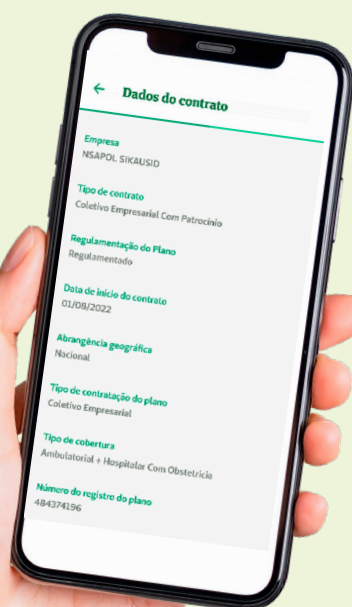 ← Dados do contrato
Empresa
NSAPOL SIKAUSID
Tipo de contrato
Coletivo Empresarial Com Patrocínio
Regulamentação do Plano
Regulamentado
Data de início do contrato
01/08/2022
Abrangência geográfica
Nacional
Tipo de contratação do plano
Coletivo Empresarial
Tipo de cobertura
Ambulatorial + Hospitalar Com Obstetrícia
Número do registro do plano
484374196